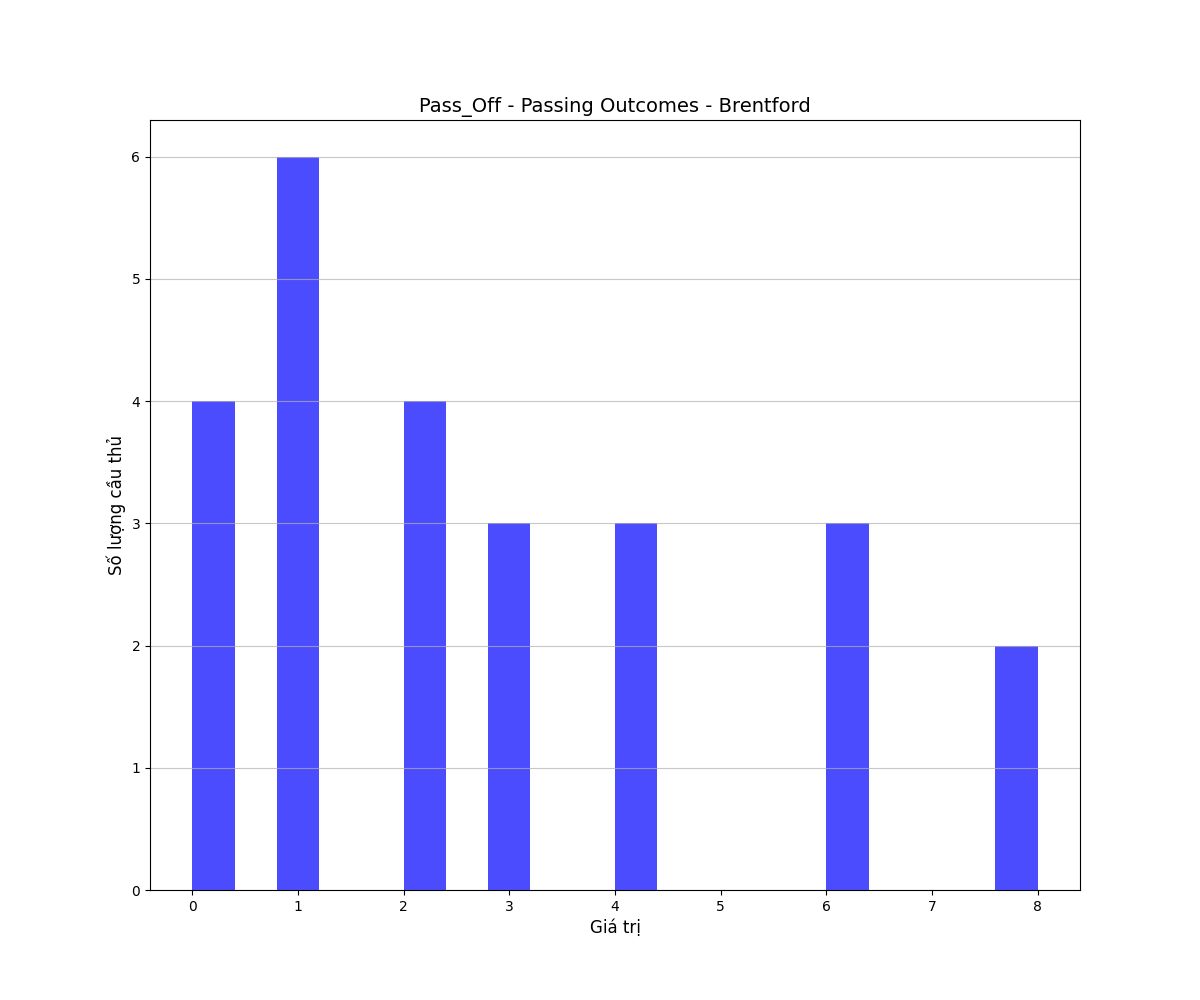 Pass_Off - Passing Outcomes - Brentford
Số lượng cầu thủ
6
5
4
3
2
1
0
0 1 2 3 4 5 6 7 8
Giá trị